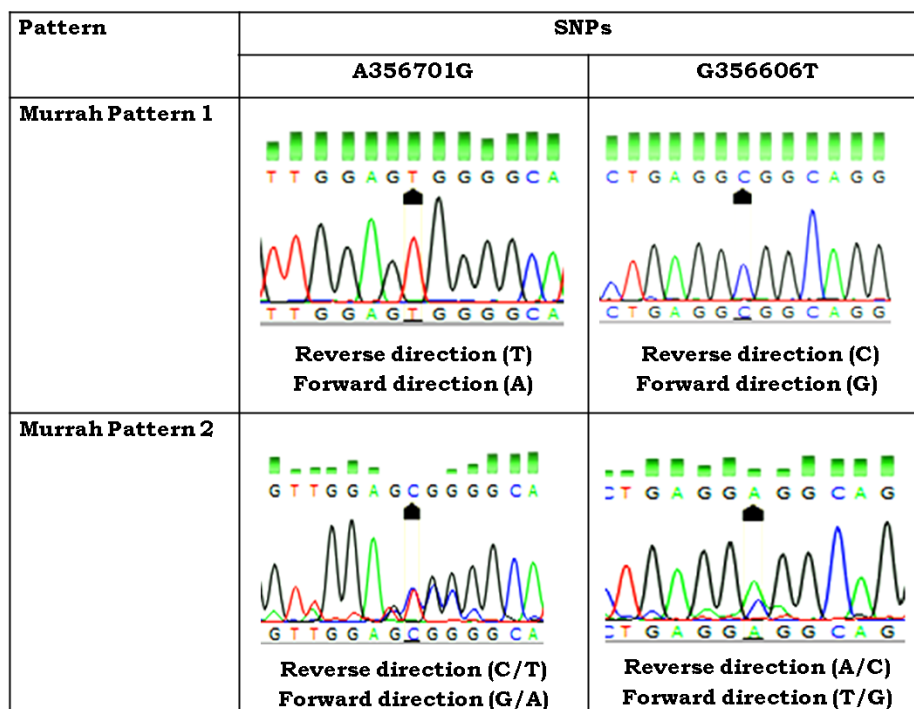 Pattern
SNPs
A356701G
G356606T
Murrah Pattern 1
T T G G A G T G G G G C A
T T G G A G T G G G G C A
Reverse direction (T)
Forward direction (A)
C T G A G G C G G C A G G
C T G A G G C G G C A G G
Reverse direction (C)
Forward direction (G)
Murrah Pattern 2
G T T G G A G C G G G G C A
G T T G G A G C G G G G C A
Reverse direction (C/T)
Forward direction (G/A)
C T G A G G A G G C A G
C T G A G G A G G C A G
Reverse direction (A/C)
Forward direction (T/G)